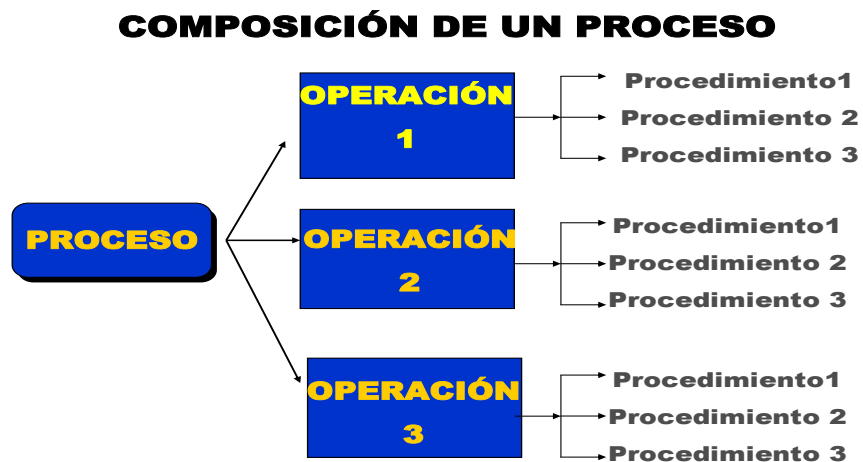 COMPOSICIÓN DE UN PROCESO
PROCESO
OPERACIÓN
1
Procedimiento1
Procedimiento 2
Procedimiento 3
OPERACIÓN
2
Procedimiento1
Procedimiento 2
Procedimiento 3
OPERACIÓN
3
Procedimiento1
Procedimiento 2
Procedimiento 3